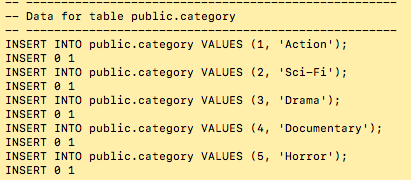 -- --------------------------------------------------
-- Data for table public.category
-- --------------------------------------------------
INSERT INTO public.category VALUES (1, 'Action');
INSERT 0 1
INSERT INTO public.category VALUES (2, 'Sci-Fi');
INSERT 0 1
INSERT INTO public.category VALUES (3, 'Drama');
INSERT 0 1
INSERT INTO public.category VALUES (4, 'Documentary');
INSERT 0 1
INSERT INTO public.category VALUES (5, 'Horror');
INSERT 0 1